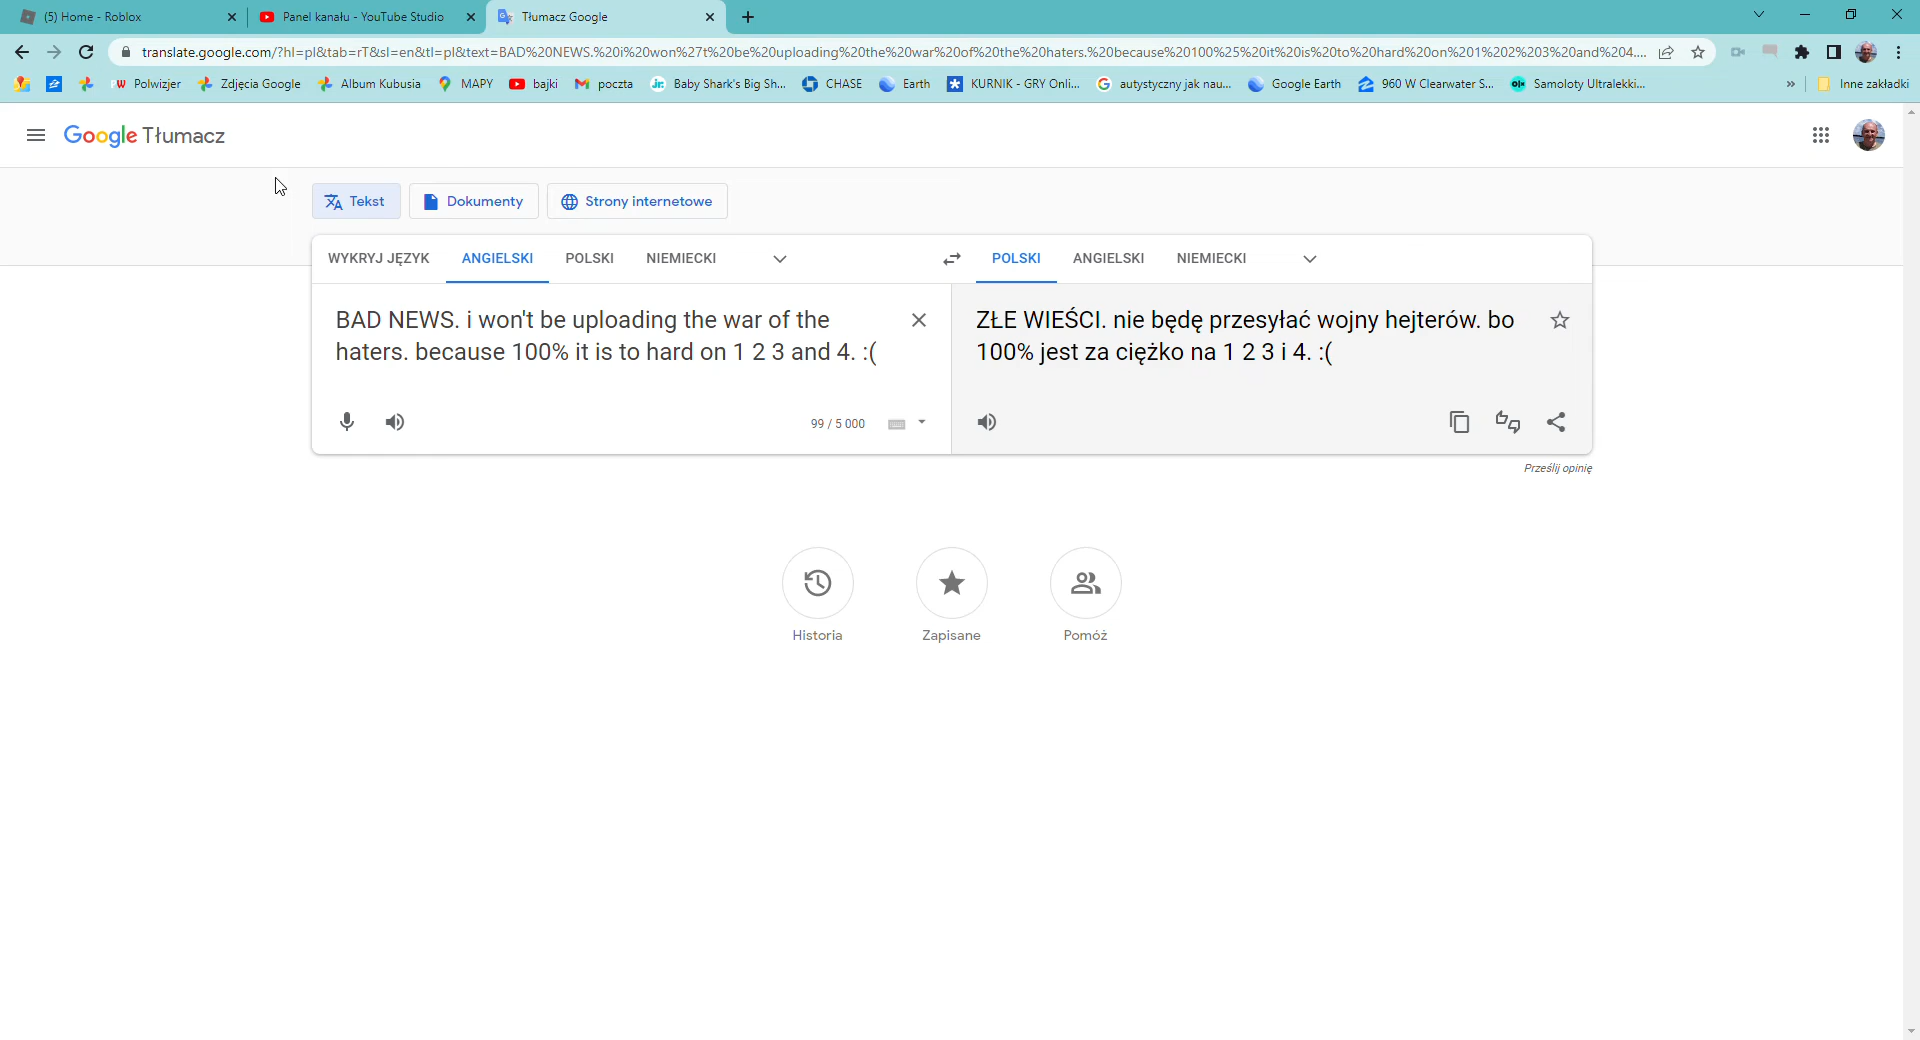 (5) Home - Roblox
Panel kanału - YouTube Studio
Tłumacz Google
translate.google.com/?hl=pl&tab=rT&sl=en&tl=pl&text=BAD%20NEWS.%20i%20won%27t%20be%20uploading%20the%20war%20of%20the%20haters.%20because%20100%25%20it%20is%20to%20hard%20on%201%202%203%20and%204....
Polwizjer
Zdjęcia Google
Album Kubusia
MAPY
bajki
poczta
Baby Shark's Big Sh...
CHASE
Earth
KURNIK - GRY Onli...
autystyczny jak nau...
Google Earth
960 W Clearwater S...
Samoloty Ultralekki...
»
Inne zakładki
Google Tłumacz
Tekst
Dokumenty
Strony internetowe
WYKRYJ JĘZYK
ANGIELSKI
POLSKI
NIEMIECKI
POLSKI
ANGIELSKI
NIEMIECKI
BAD NEWS. i won't be uploading the war of the
haters. because 100% it is to hard on 1 2 3 and 4. :(
99 / 5 000
ZŁE WIEŚCI. nie będę przesyłać wojny hejterów. bo
100% jest za ciężko na 1 2 3 i 4. :(
Prześlij opinię
Historia
Zapisane
Pomóż